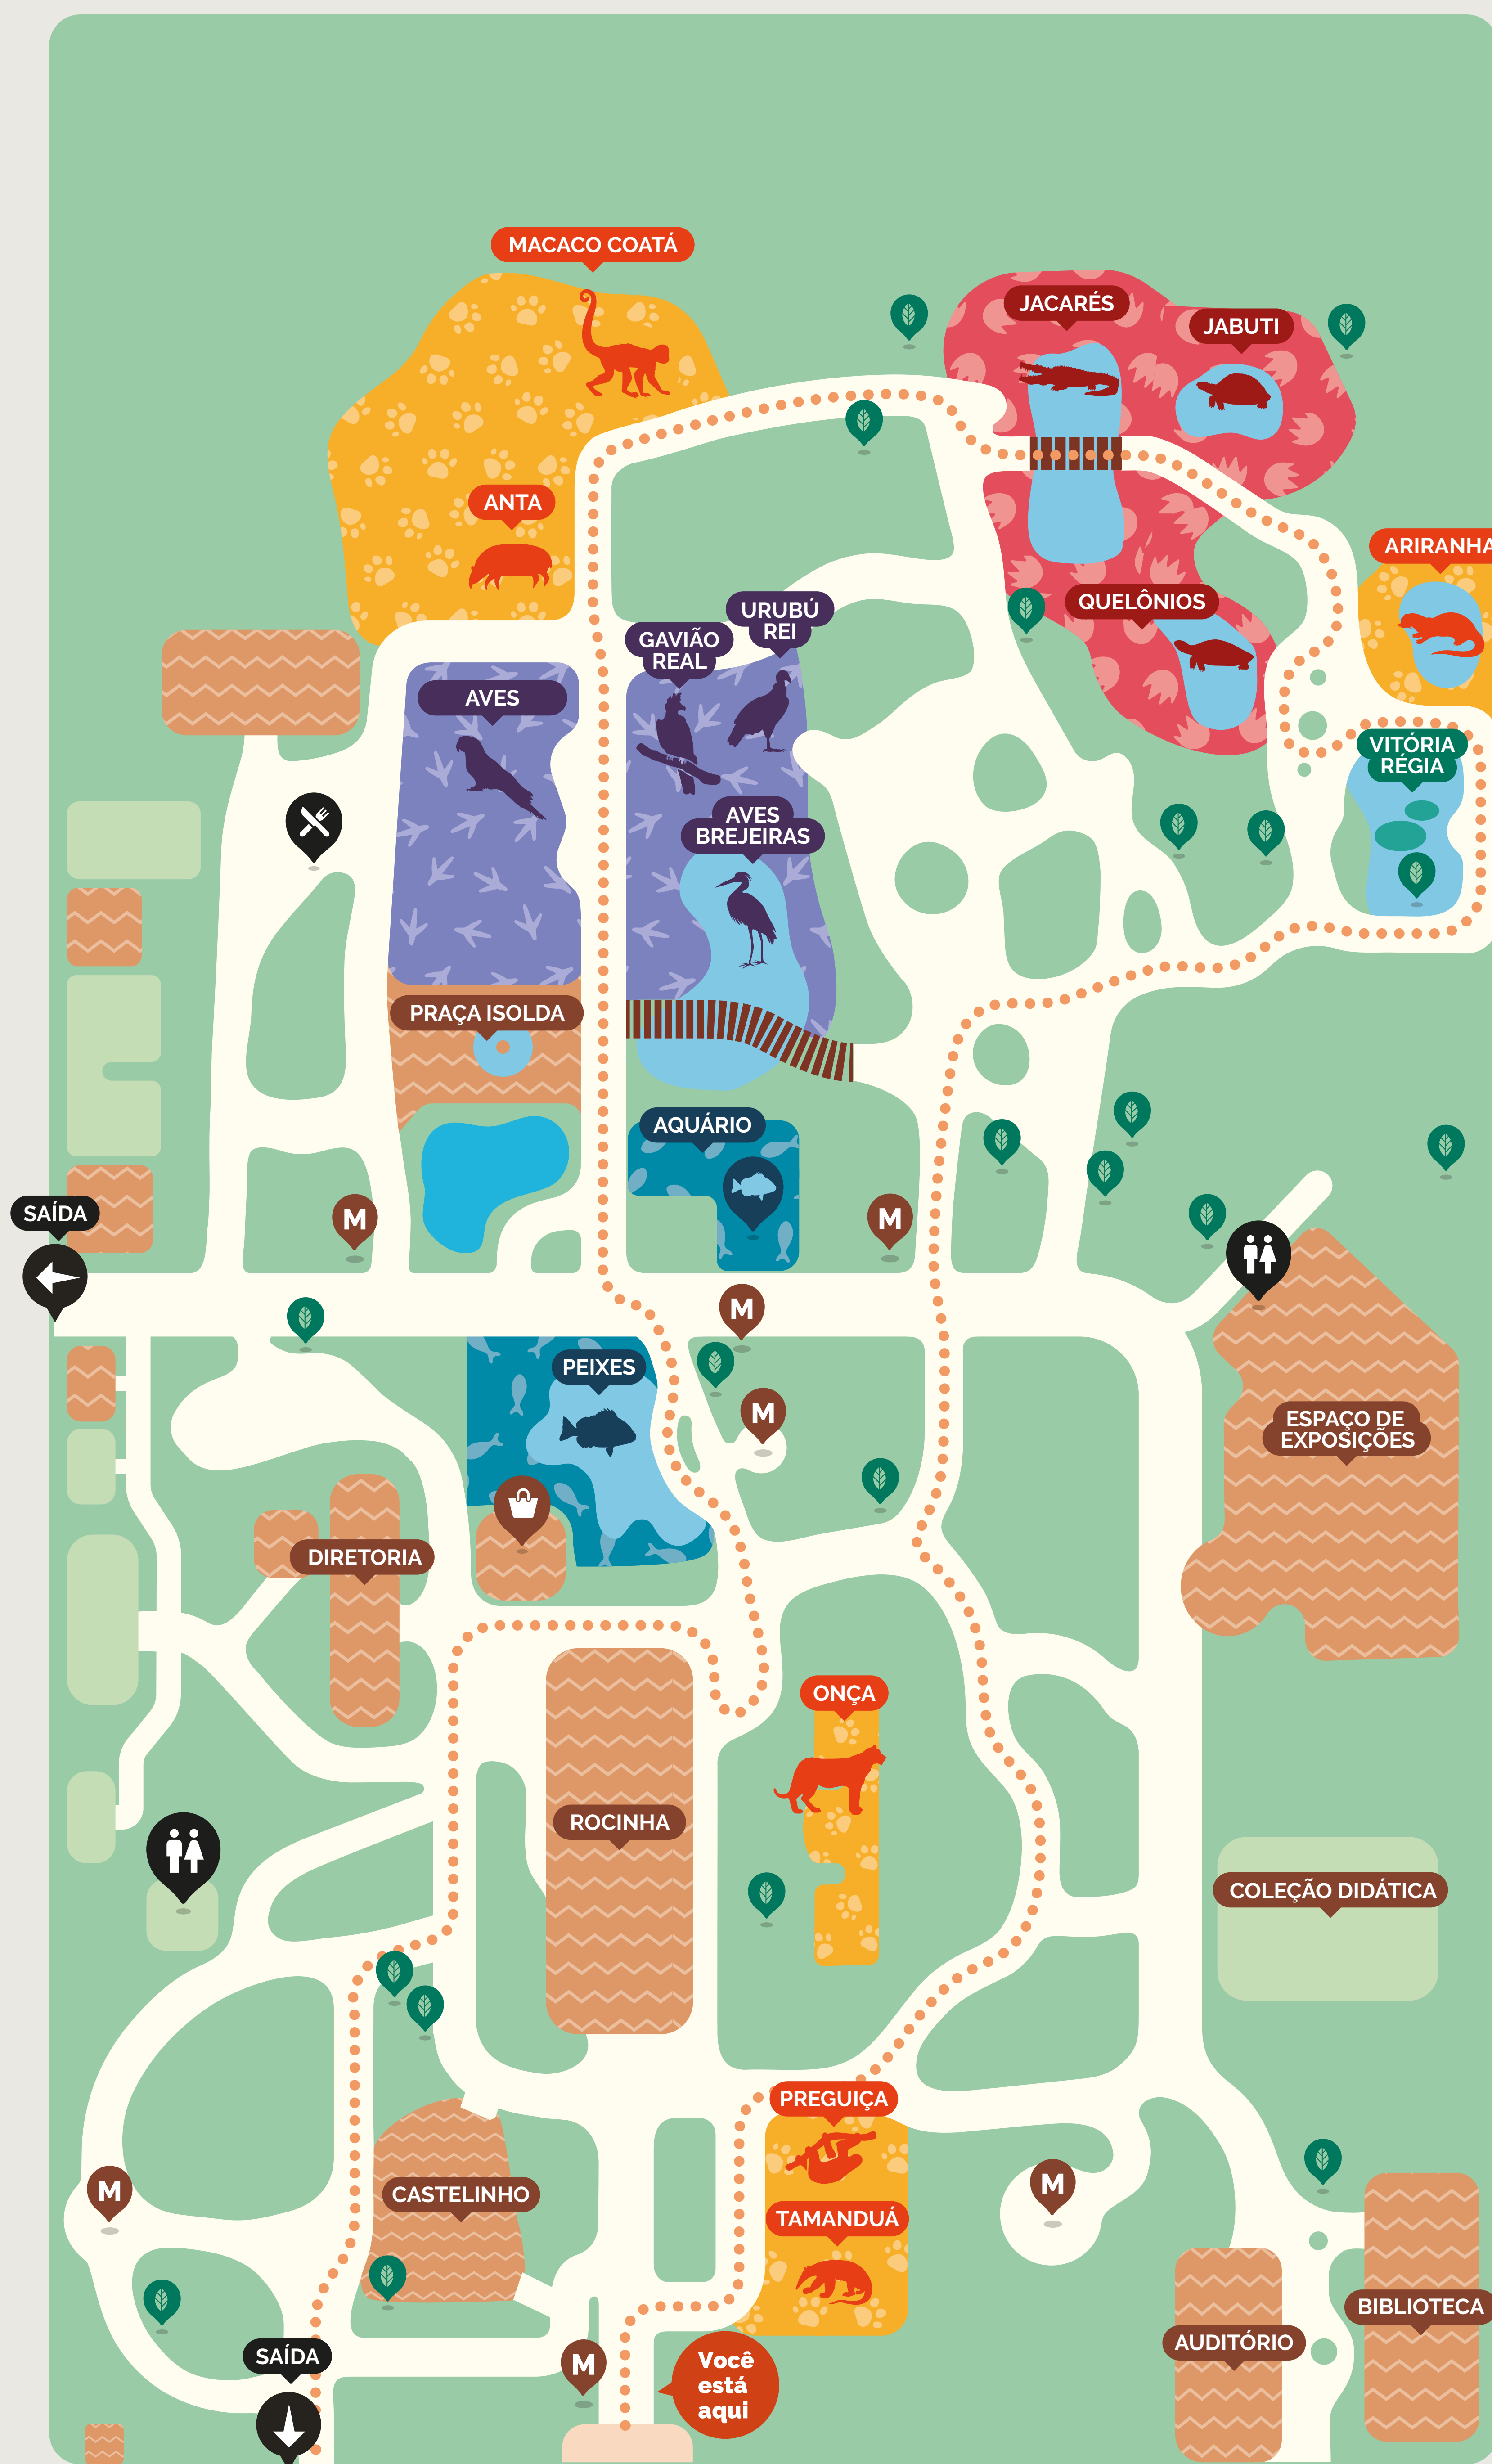 MACACO COATÁ
JACARÉS
JABUTI
ANTA
ARIRANHA
QUELÔNIOS
URUBÚ
REI
GAVIÃO
REAL
AVES
VITÓRIA
RÉGIA
AVES
BREJEIRAS
PRAÇA ISOLDA
AQUÁRIO
SAÍDA
M
M
M
PEIXES
M
ESPAÇO DE
EXPOSIÇÕES
DIRETORIA
ONÇA
ROCINHA
COLEÇÃO DIDÁTICA
PREGUIÇA
M
M
CASTELINHO
TAMANDUÁ
BIBLIOTECA
AUDITÓRIO
SAÍDA
M
Você
está
aqui